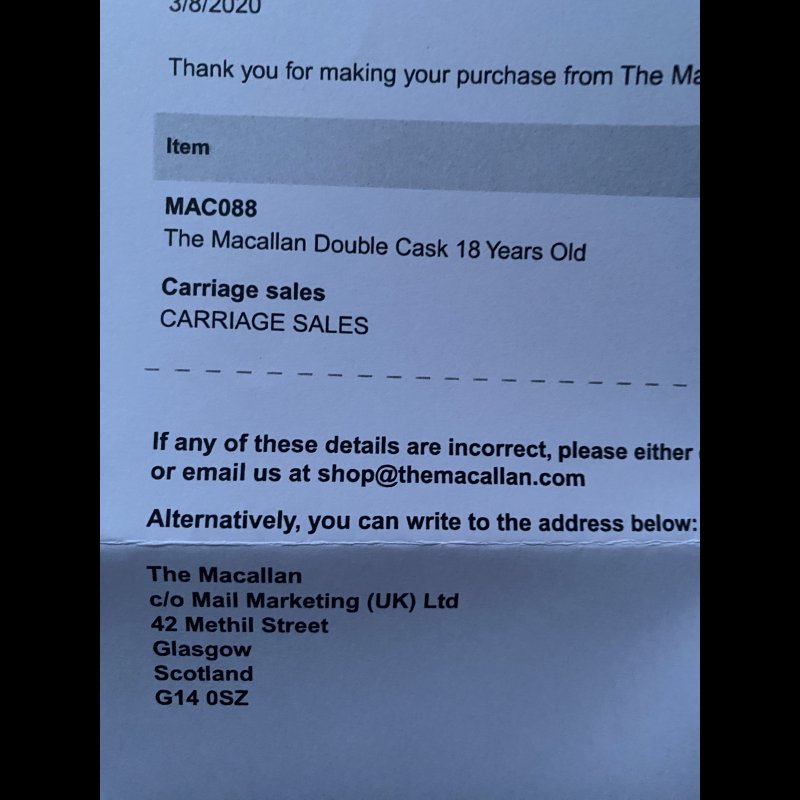 3/8/2020
Thank you for making your purchase from The Ma
Item
MAC088
The Macallan Double Cask 18 Years Old
Carriage sales
CARRIAGE SALES
If any of these details are incorrect, please either
or email us at shop@themacallan.com
Alternatively, you can write to the address below:
The Macallan
c/o Mail Marketing (UK) Ltd
42 Methil Street
Glasgow
Scotland
G14 0SZ